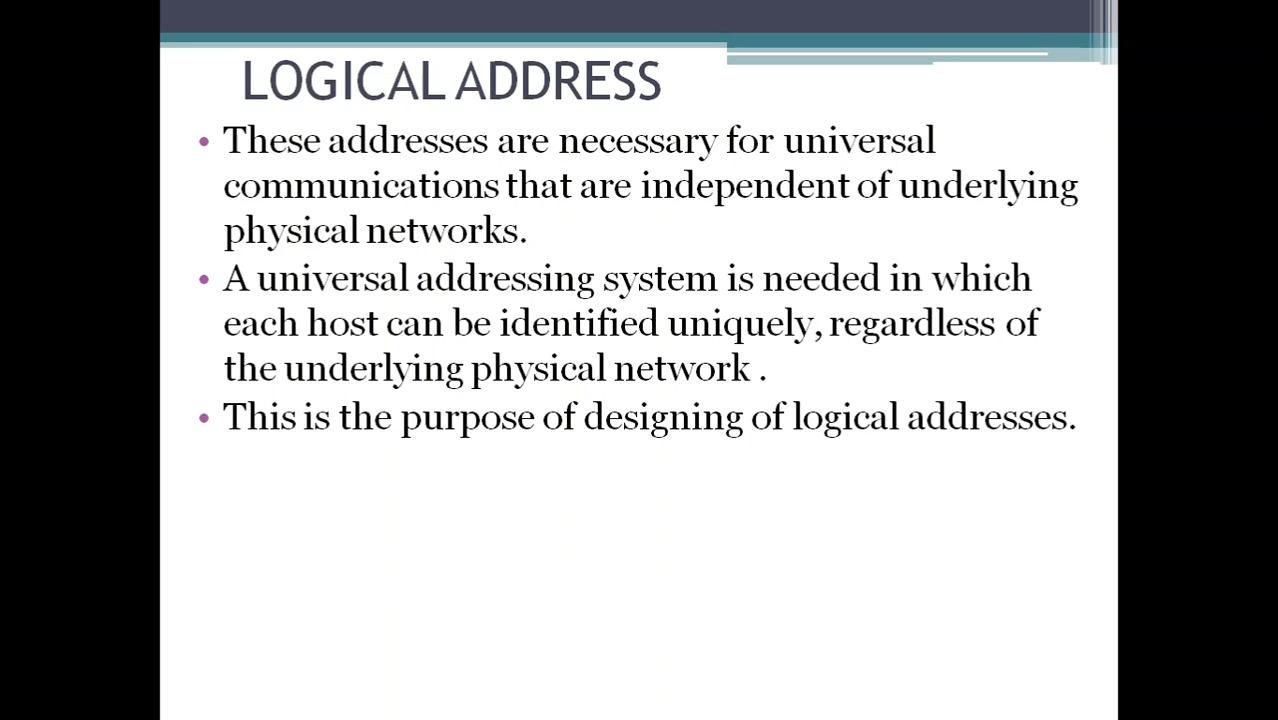 LOGICAL ADDRESS
• These addresses are necessary for universal
communications that are independent of underlying
physical networks.
• A universal addressing system is needed in which
each host can be identified uniquely, regardless of
the underlying physical network .
• This is the purpose of designing of logical addresses.